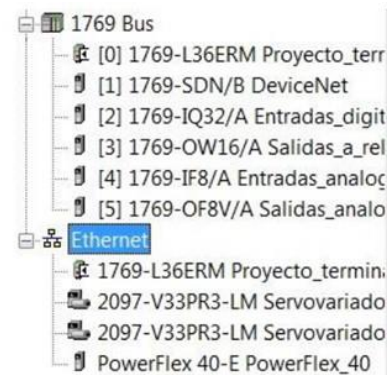 1769 Bus
[0] 1769-L36ERM Proyecto_terr
[1] 1769-SDN/B DeviceNet
[2] 1769-IQ32/A Entradas_digit
[3] 1769-OW16/A Salidas_a_rel
[4] 1769-IF8/A Entradas_analog
[5] 1769-OF8V/A Salidas_analo
Ethernet
1769-L36ERM Proyecto_termin
2097-V33PR3-LM Servovariado
2097-V33PR3-LM Servovariado
PowerFlex 40-E PowerFlex_40